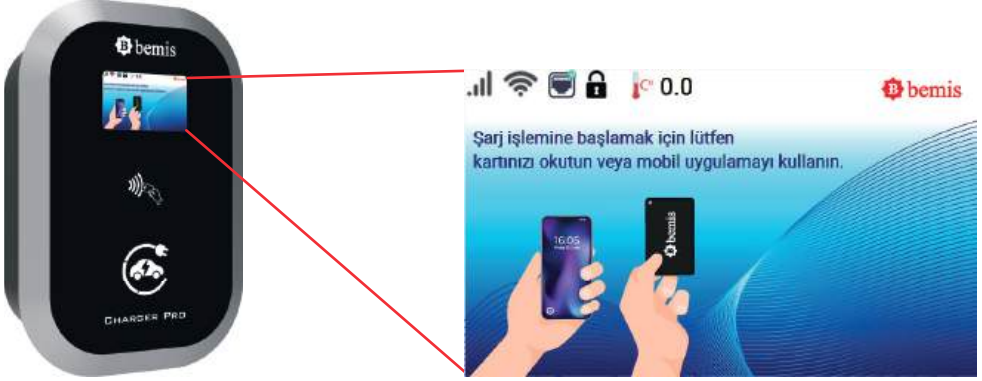 bemis
CHARGER PRO
C° 0.0
bemis
Şarj işlemine başlamak için lütfen
kartınızı okutun veya mobil uygulamayı kullanın.
16:05
bemis